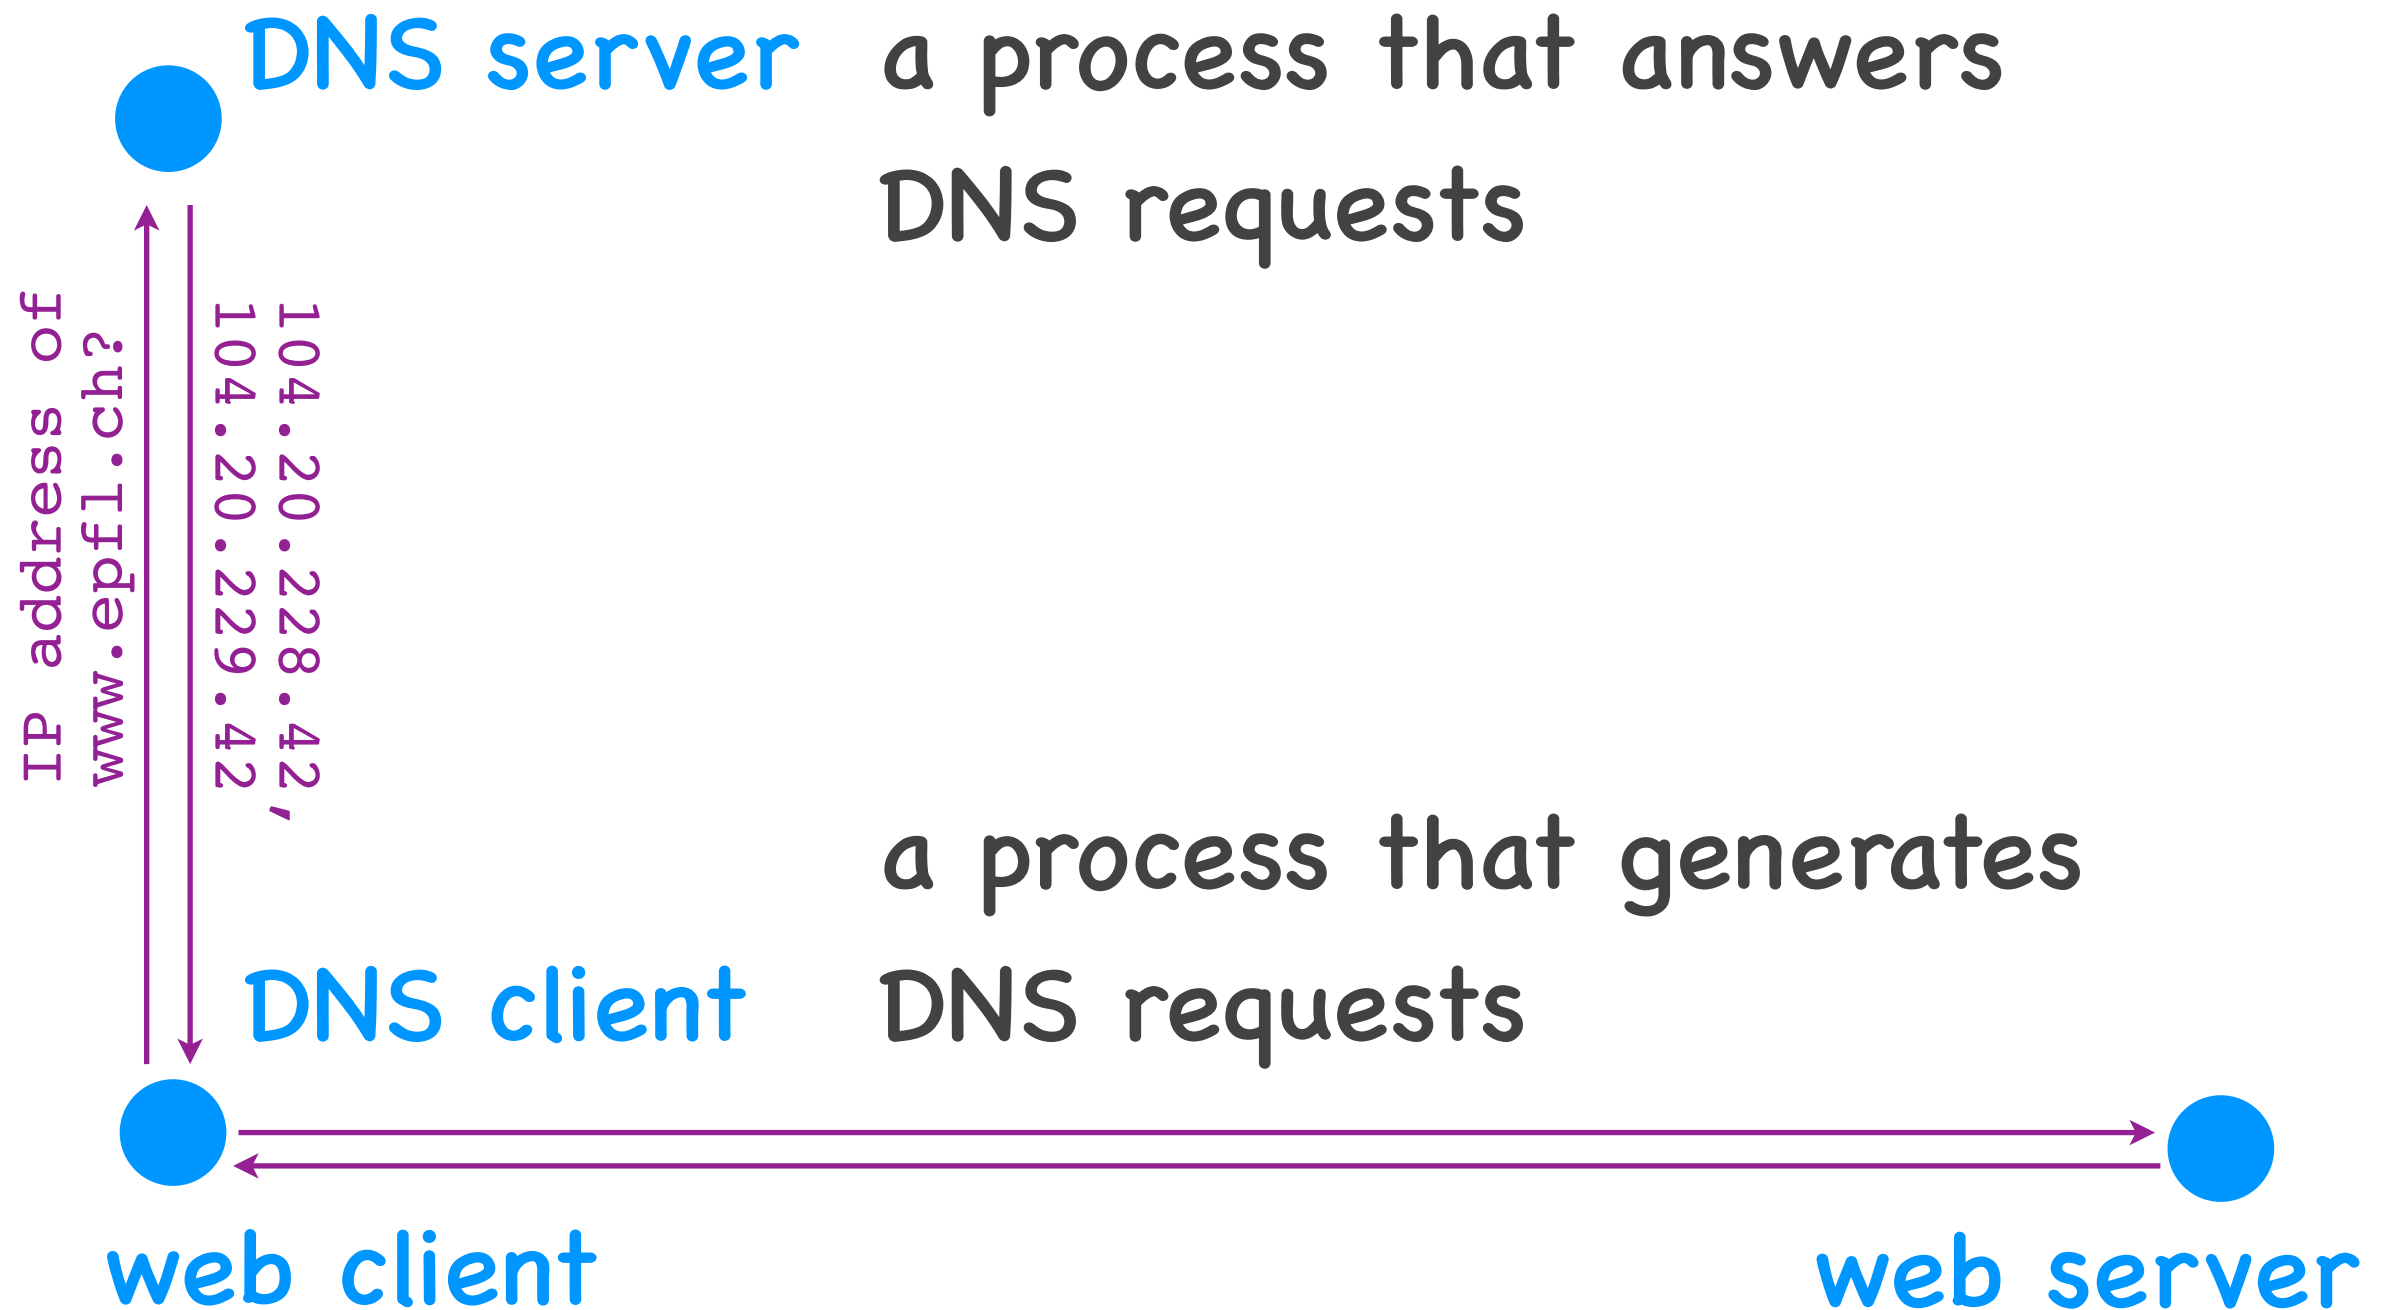 DNS server
a process that answers
DNS requests
IP address of
www.epfl.ch?
104.20.228.42,
104.20.229.42
a process that generates
DNS requests
DNS client
web client
web server